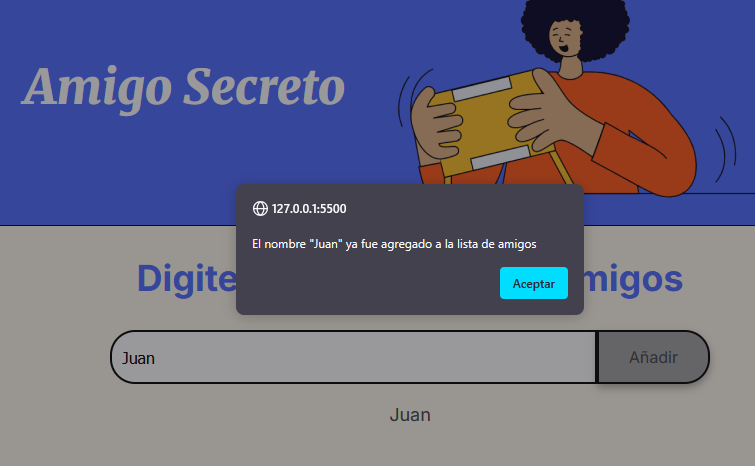 Amigo Secreto
127.0.0.1:5500
El nombre "Juan" ya fue agregado a la lista de amigos
Aceptar
Digite migos
Juan
Añadir
Juan